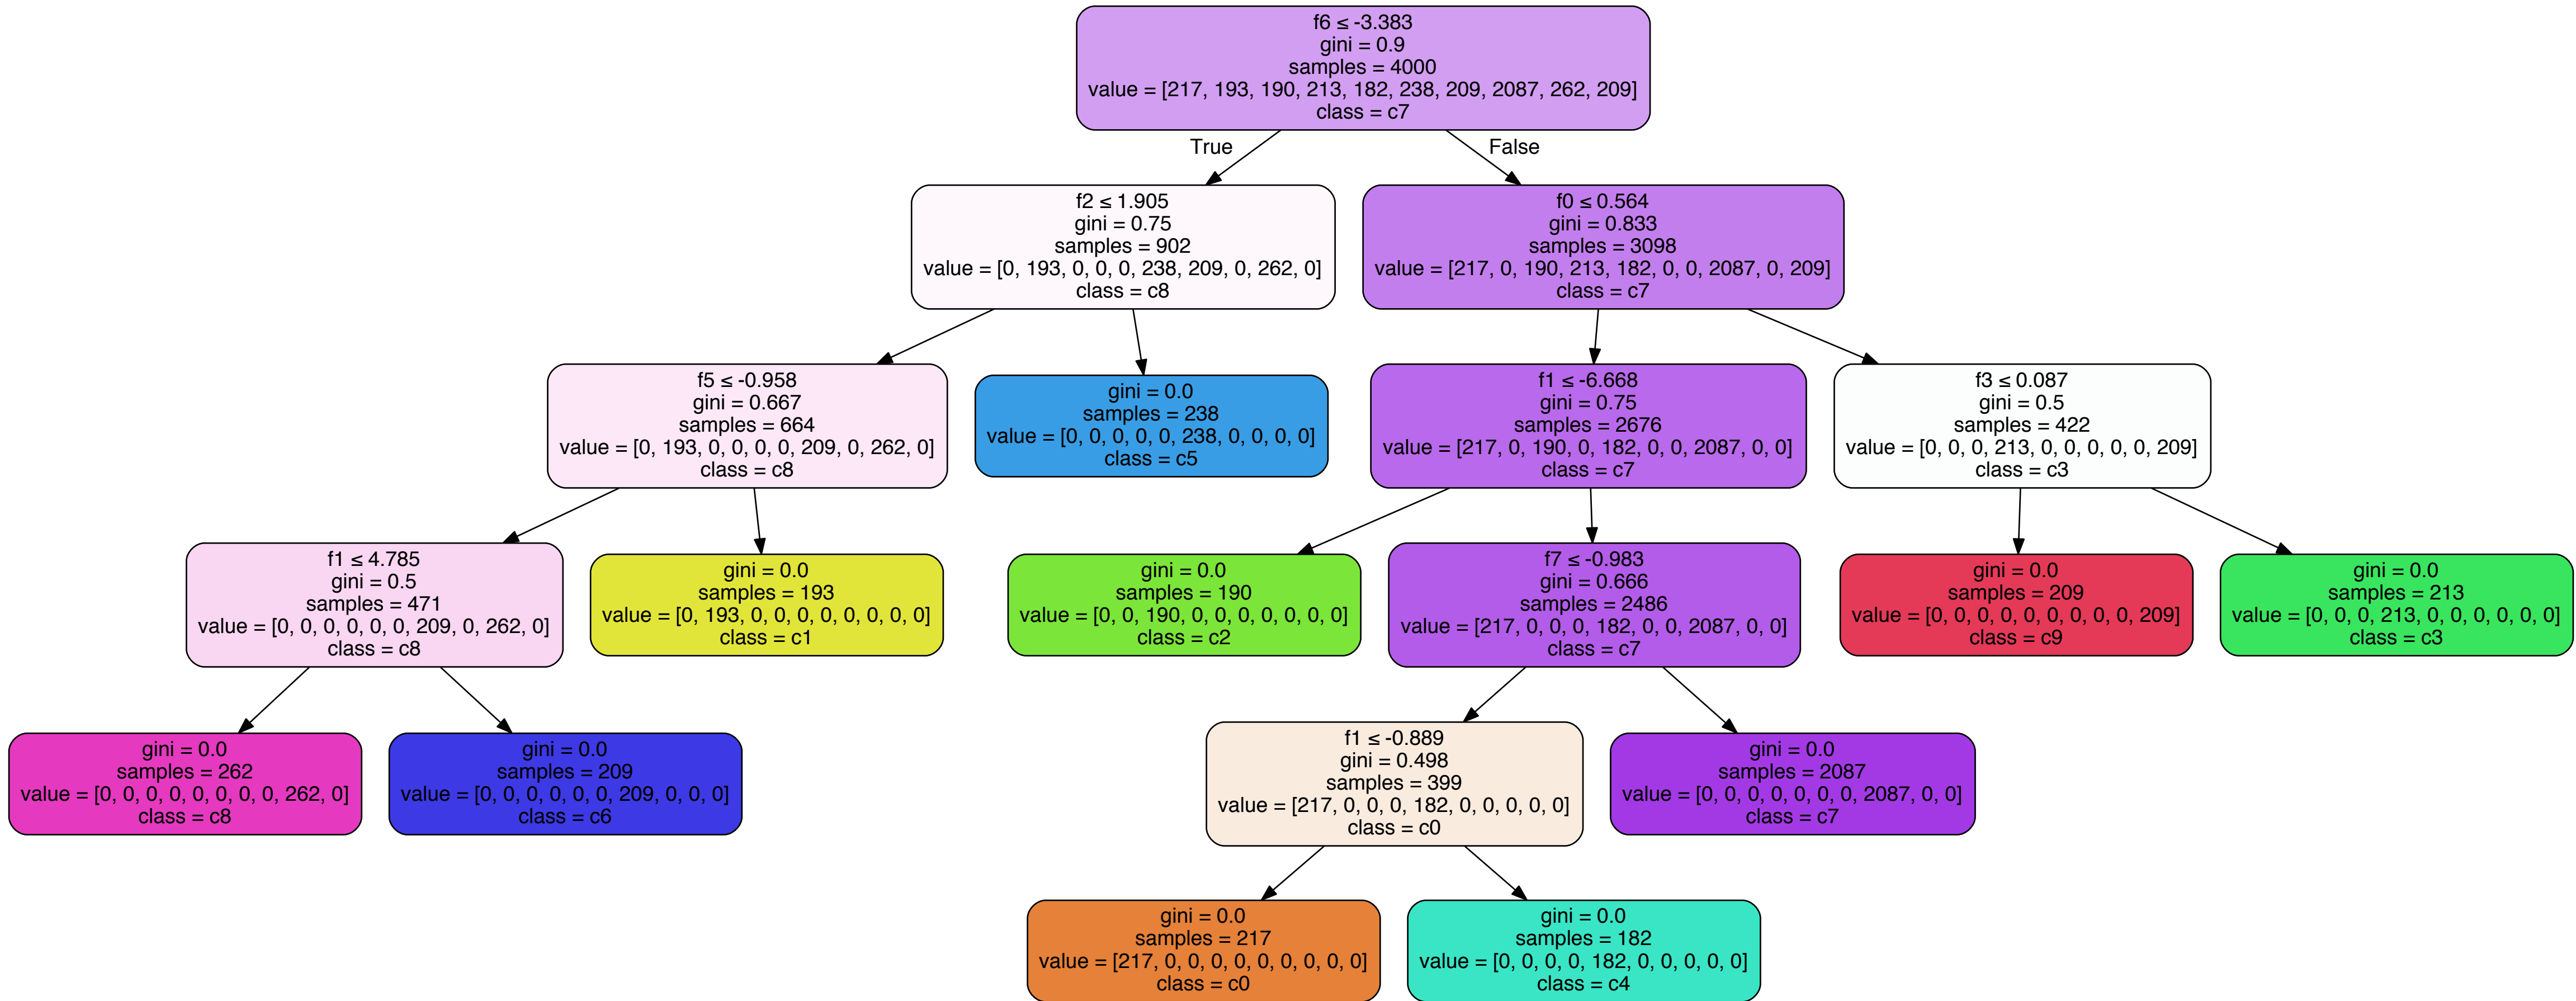 f6 ≤ -3.383
gini = 0.9
samples = 4000
value = [217, 193, 190, 213, 182, 238, 209, 2087, 262, 209]
class = c7
True
False
f2 ≤ 1.905
gini = 0.75
samples = 902
value = [0, 193, 0, 0, 0, 238, 209, 0, 262, 0]
class = c8
f0 ≤ 0.564
gini = 0.833
samples = 3098
value = [217, 0, 190, 213, 182, 0, 0, 2087, 0, 209]
class = c7
f5 ≤ -0.958
gini = 0.667
samples = 664
value = [0, 193, 0, 0, 0, 0, 209, 0, 262, 0]
class = c8
gini = 0.0
samples = 238
value = [0, 0, 0, 0, 0, 238, 0, 0, 0, 0]
class = c5
f1 ≤ -6.668
gini = 0.75
samples = 2676
value = [217, 0, 190, 0, 182, 0, 0, 2087, 0, 0]
class = c7
f3 ≤ 0.087
gini = 0.5
samples = 422
value = [0, 0, 0, 213, 0, 0, 0, 0, 0, 209]
class = c3
f1 ≤ 4.785
gini = 0.5
samples = 471
value = [0, 0, 0, 0, 0, 0, 209, 0, 262, 0]
class = c8
gini = 0.0
samples = 193
value = [0, 193, 0, 0, 0, 0, 0, 0, 0, 0]
class = c1
gini = 0.0
samples = 190
value = [0, 0, 190, 0, 0, 0, 0, 0, 0, 0]
class = c2
f7 ≤ -0.983
gini = 0.666
samples = 2486
value = [217, 0, 0, 0, 182, 0, 0, 2087, 0, 0]
class = c7
gini = 0.0
samples = 209
value = [0, 0, 0, 0, 0, 0, 0, 0, 0, 209]
class = c9
gini = 0.0
samples = 213
value = [0, 0, 0, 213, 0, 0, 0, 0, 0, 0]
class = c3
gini = 0.0
samples = 262
value = [0, 0, 0, 0, 0, 0, 0, 0, 262, 0]
class = c8
gini = 0.0
samples = 209
value = [0, 0, 0, 0, 0, 0, 209, 0, 0, 0]
class = c6
f1 ≤ -0.889
gini = 0.498
samples = 399
value = [217, 0, 0, 0, 182, 0, 0, 0, 0, 0]
class = c0
gini = 0.0
samples = 2087
value = [0, 0, 0, 0, 0, 0, 0, 2087, 0, 0]
class = c7
gini = 0.0
samples = 217
value = [217, 0, 0, 0, 0, 0, 0, 0, 0, 0]
class = c0
gini = 0.0
samples = 182
value = [0, 0, 0, 0, 182, 0, 0, 0, 0, 0]
class = c4